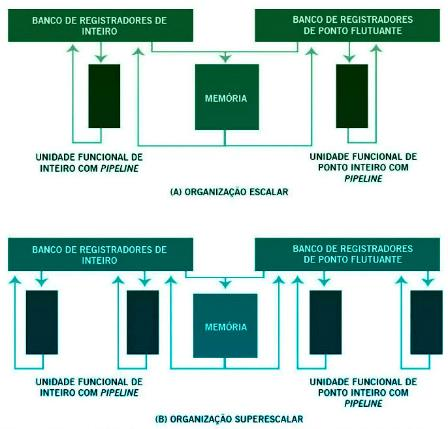 BANCO DE REGISTRADORES DE
INTEIRO
BANCO DE REGISTRADORES
DE PONTO FLUTUANTE
MEMÓRIA
UNIDADE FUNCIONAL DE
INTEIRO COM PIPELINE
UNIDADE FUNCIONAL DE
PONTO INTEIRO COM
PIPELINE
(A) ORGANIZAÇÃO ESCALAR
BANCO DE REGISTRADORES DE
INTEIRO
BANCO DE REGISTRADORES
DE PONTO FLUTUANTE
MEMÓRIA
UNIDADE FUNCIONAL DE
INTEIRO COM PIPELINE
UNIDADE FUNCIONAL DE
PONTO INTEIRO COM
PIPELINE
(B) ORGANIZAÇÃO SUPERESCALAR